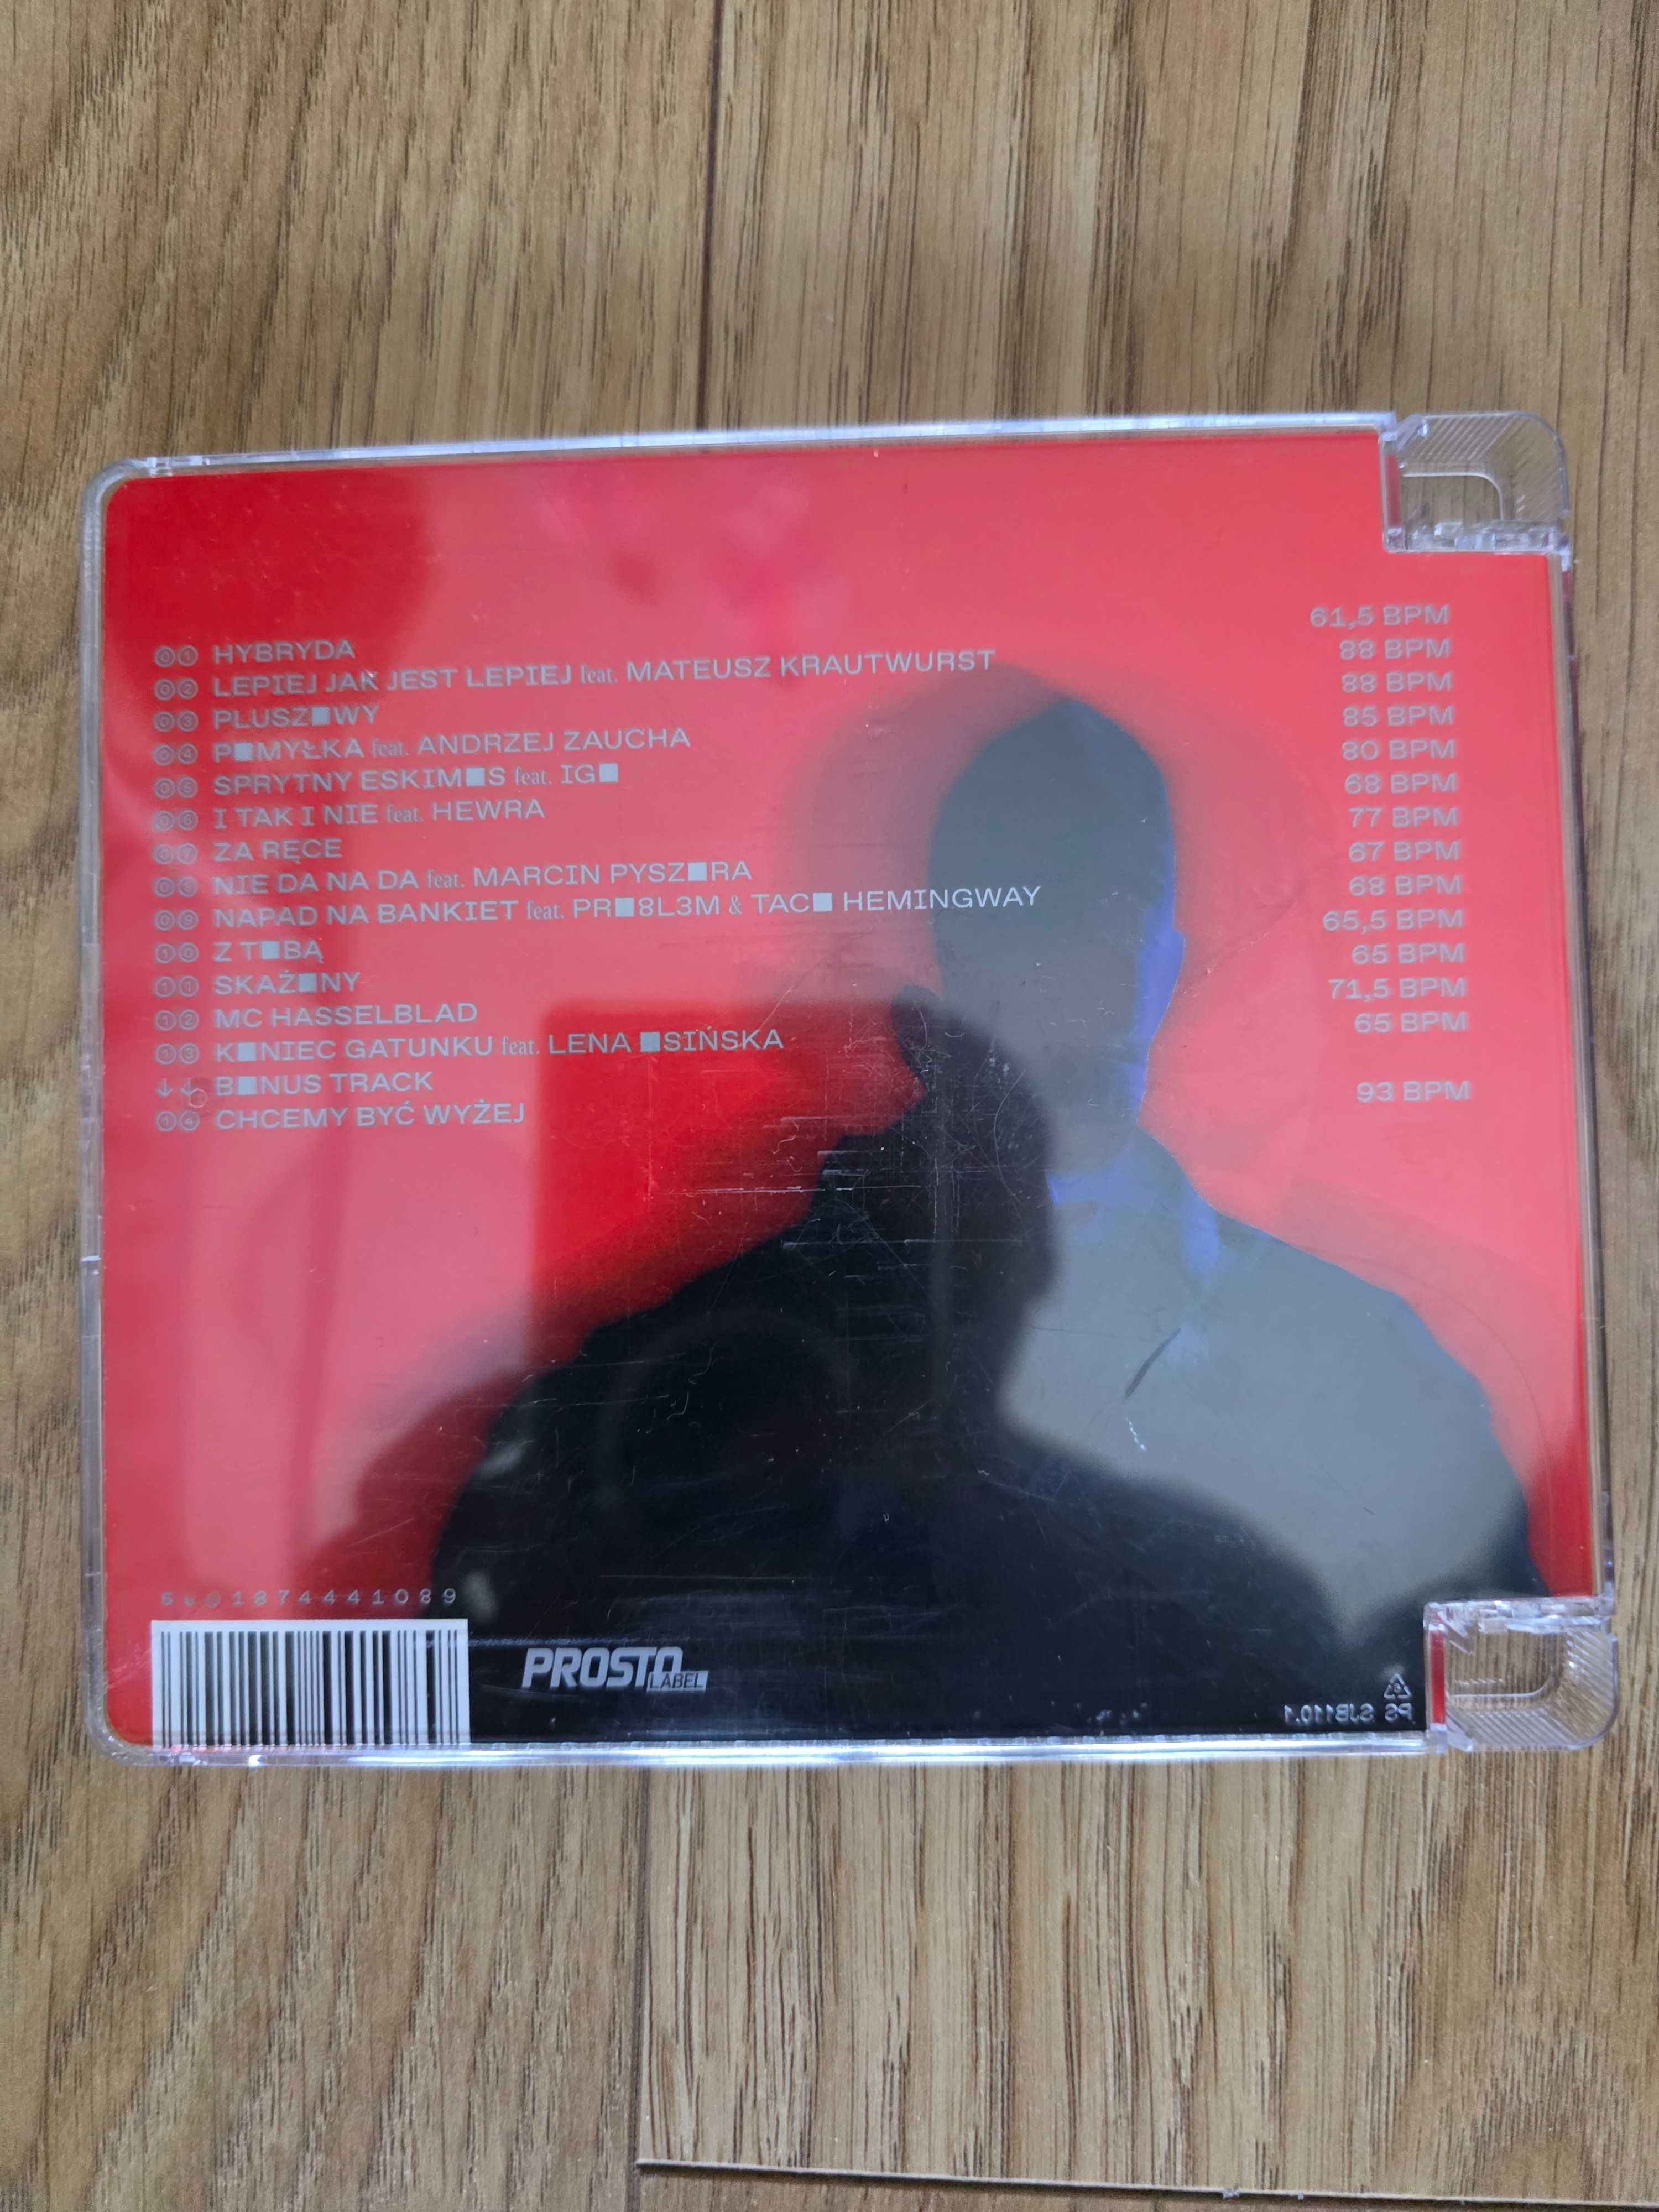 01 HYBRYDA 61,5 BPM
02 LEPIEJ JAK JEST LEPIEJ feat. MATEUSZ KRAUTWURST 88 BPM
03 PLUSZ■WY 88 BPM
04 P■MYŁKA feat. ANDRZEJ ZAUCHA 85 BPM
05 SPRYTNY ESKIM■S feat. IG■ 80 BPM
06 I TAK I NIE feat. HEWRA 68 BPM
07 ZA RĘCE 77 BPM
08 NIE DA NA DA feat. MARCIN PYSZ■RA 67 BPM
09 NAPAD NA BANKIET feat. PR■8L3M & TAC■ HEMINGWAY 68 BPM
10 Z T■BĄ 65,5 BPM
11 SKAŻ■NY 65 BPM
12 MC HASSELBLAD 71,5 BPM
13 K■NIEC GATUNKU feat. LENA ■SIŃSKA 65 BPM
↓↓ B■NUS TRACK
14 CHCEMY BYĆ WYŻEJ 93 BPM
PROSTO LABEL
PS SJB110.1